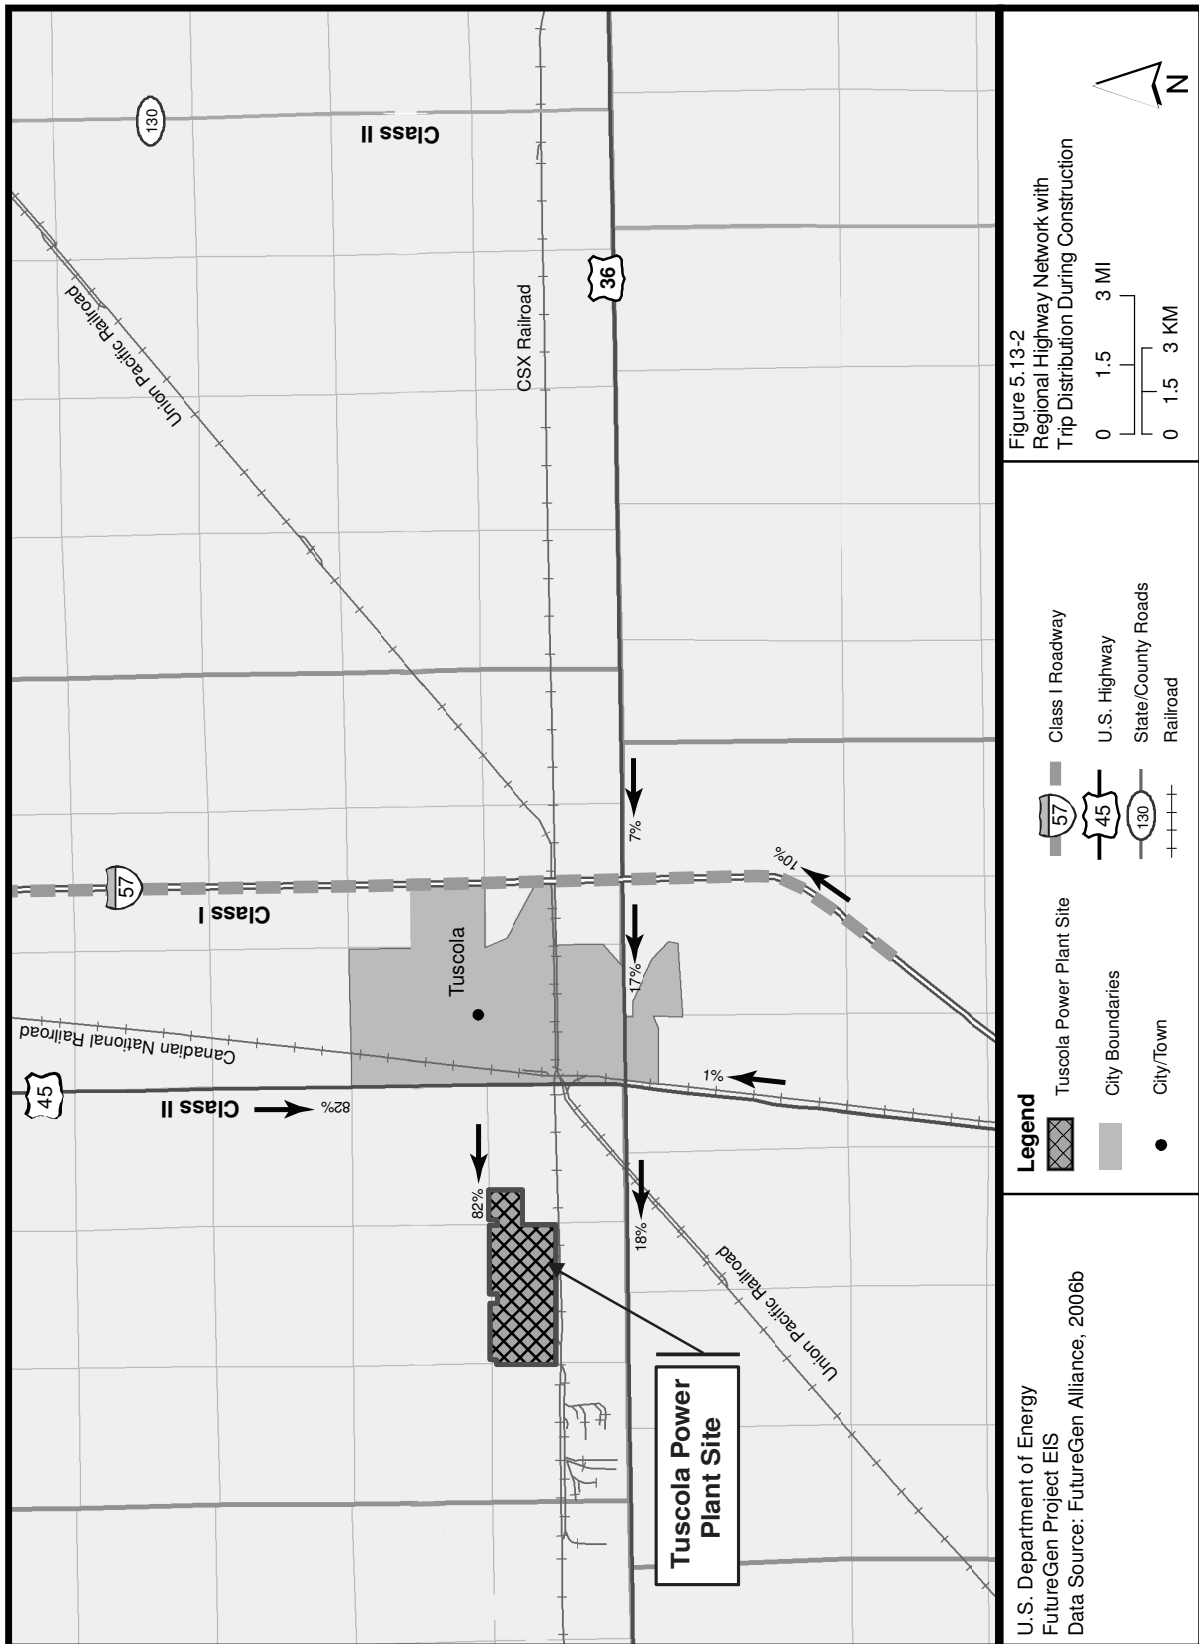 130
Class II
Union Pacific Railroad
CSX Railroad
36
57
Class I
Tuscola
Canadian National Railroad
45
Class II
82%
82%
7%
17%
10%
1%
18%
Union Pacific Railroad
Tuscola Power
Plant Site
U.S. Department of Energy
FutureGen Project EIS
Data Source: FutureGen Alliance, 2006b
Legend
Tuscola Power Plant Site
City Boundaries
City/Town
57
Class I Roadway
45
U.S. Highway
130
State/County Roads
Railroad
Figure 5.13-2
Regional Highway Network with
Trip Distribution During Construction
0 1.5 3 MI
0 1.5 3 KM
N